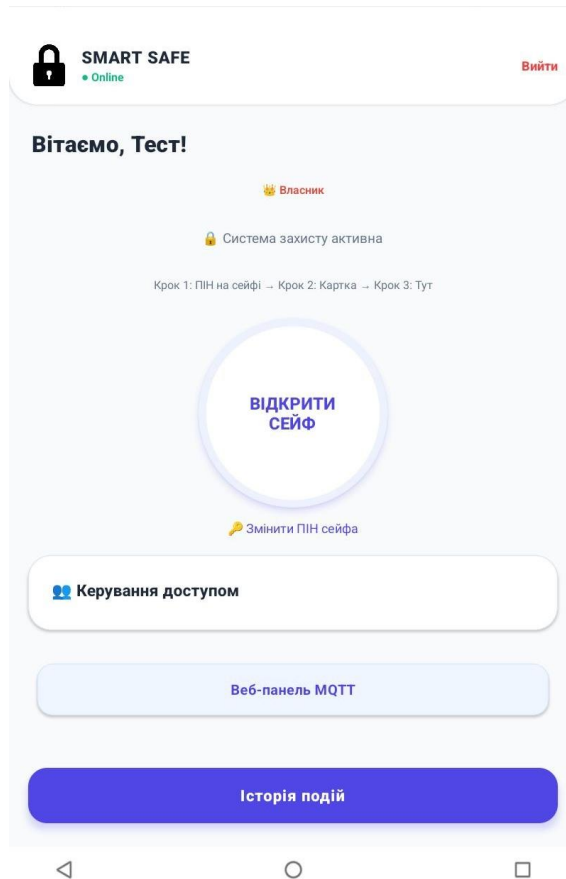 SMART SAFE
• Online
Вийти
Вітаємо, Тест!
👑 Власник
🔒 Система захисту активна
Крок 1: ПІН на сейфі → Крок 2: Картка → Крок 3: Тут
ВІДКРИТИ
СЕЙФ
🔑 Змінити ПІН сейфа
👥 Керування доступом
Веб-панель MQTT
Історія подій